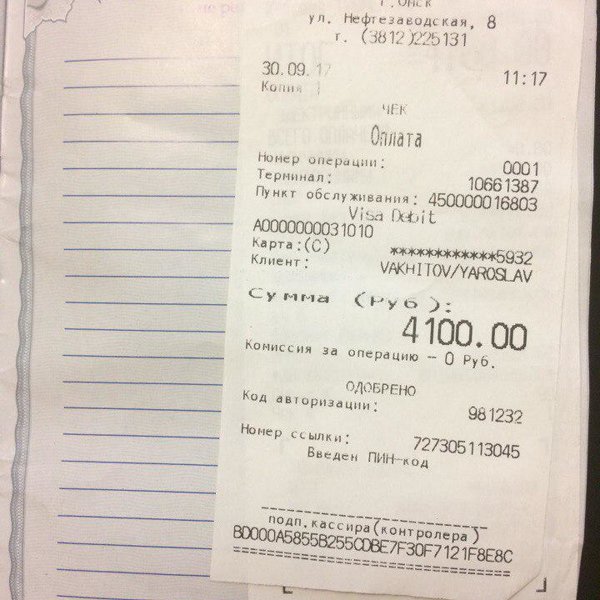 г.Омск
ул. Нефтезаводская, 8
т. (3812)225131
30.09.17 11:17
Копия 1
ЧЕК
Оплата
Номер операции: 0001
Терминал: 10661387
Пункт обслуживания: 450000016803
Visa Debit
A0000000031010
Карта:(C) ************5932
Клиент: VAKHITOV/YAROSLAV
Сумма (Руб):
4100.00
Комиссия за операцию - 0 Руб.
ОДОБРЕНО
Код авторизации: 981232
Номер ссылки: 727305113045
Введен ПИН-код
подп.кассира(контролера)
BD000A5855B255CDBE7F30F7121F8E8C